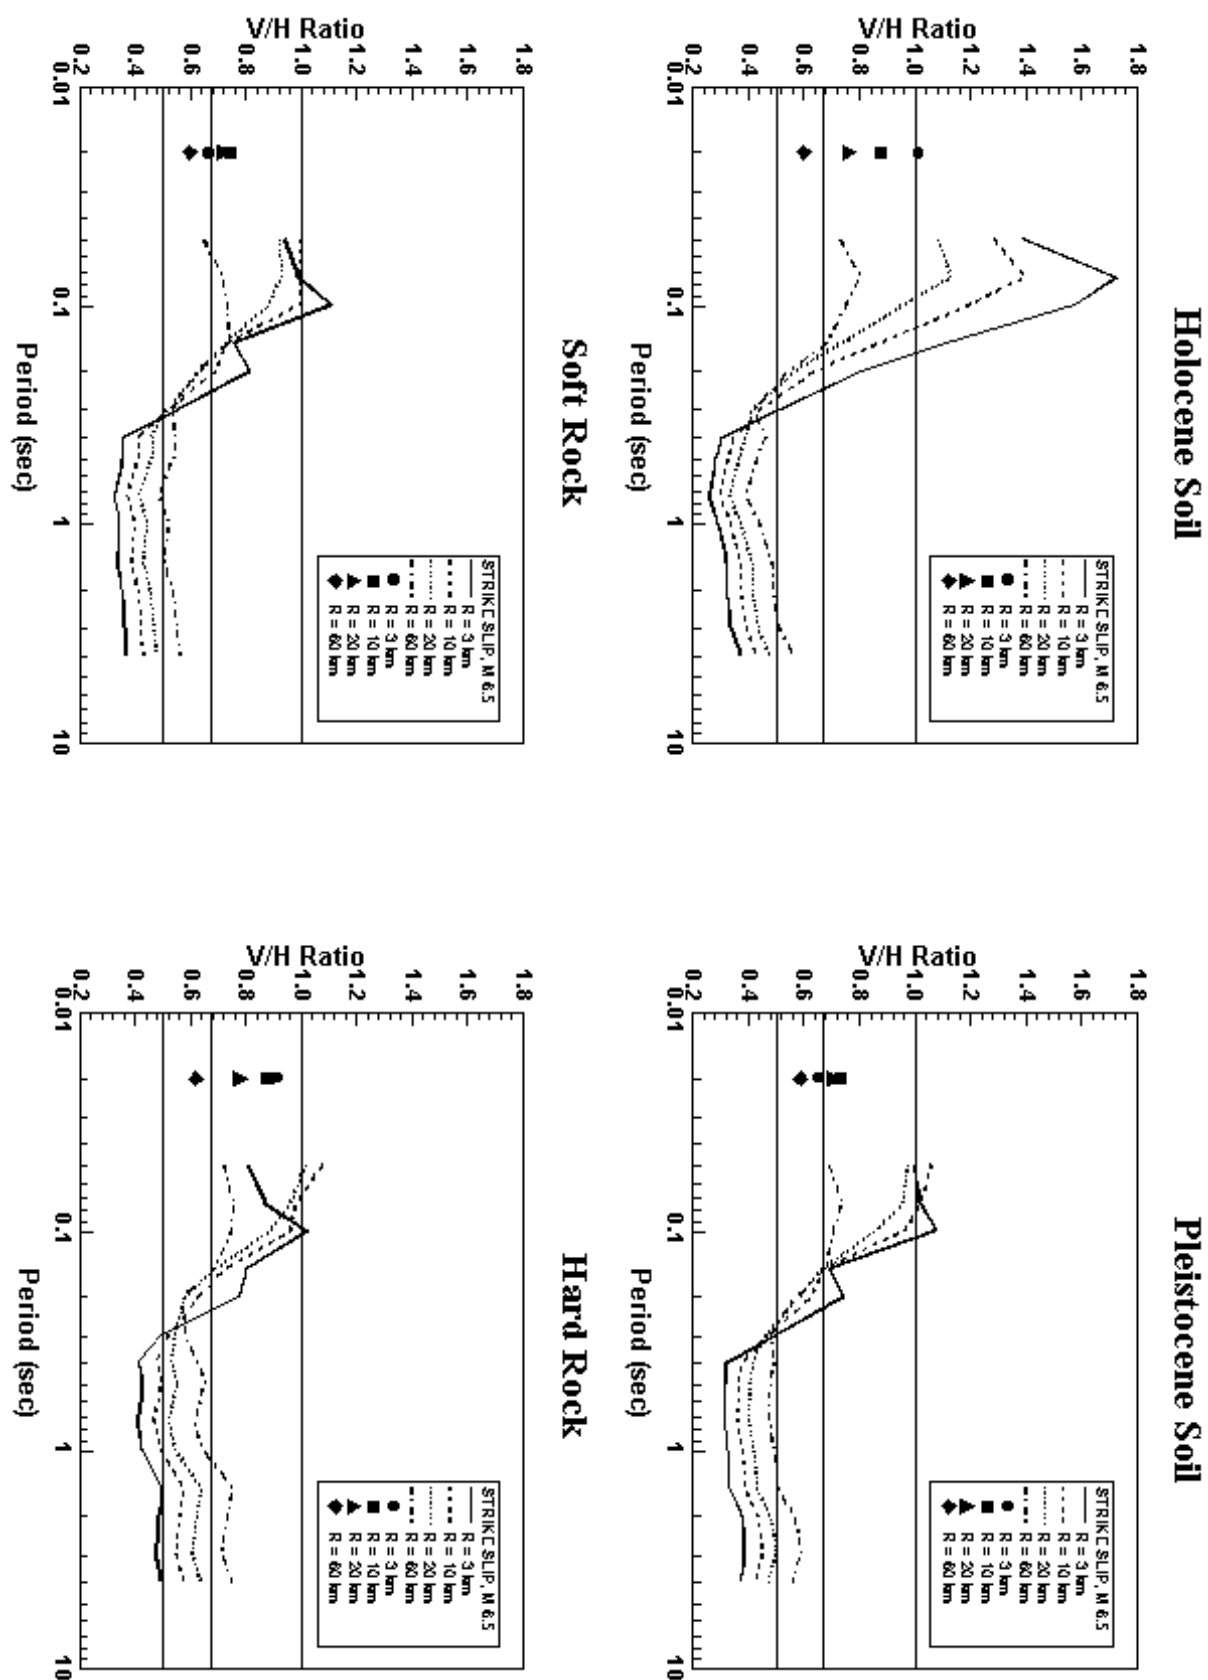 Holocene Soil
V/H Ratio
1.8
1.6
1.4
1.2
1.0
0.8
0.6
0.4
0.2
0.01
0.1
1
10
Period (sec)
STRIKE SLIP, M 6.5
R = 3 km
R = 10 km
R = 20 km
R = 60 km
R = 3 km
R = 10 km
R = 20 km
R = 60 km
Pleistocene Soil
V/H Ratio
1.8
1.6
1.4
1.2
1.0
0.8
0.6
0.4
0.2
0.01
0.1
1
10
Period (sec)
STRIKE SLIP, M 6.5
R = 3 km
R = 10 km
R = 20 km
R = 60 km
R = 3 km
R = 10 km
R = 20 km
R = 60 km
Soft Rock
V/H Ratio
1.8
1.6
1.4
1.2
1.0
0.8
0.6
0.4
0.2
0.01
0.1
1
10
Period (sec)
STRIKE SLIP, M 6.5
R = 3 km
R = 10 km
R = 20 km
R = 60 km
R = 3 km
R = 10 km
R = 20 km
R = 60 km
Hard Rock
V/H Ratio
1.8
1.6
1.4
1.2
1.0
0.8
0.6
0.4
0.2
0.01
0.1
1
10
Period (sec)
STRIKE SLIP, M 6.5
R = 3 km
R = 10 km
R = 20 km
R = 60 km
R = 3 km
R = 10 km
R = 20 km
R = 60 km